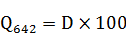 Q₆₄₂ = D × 100